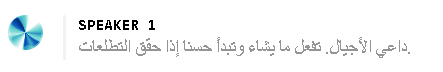 SPEAKER 1
داعي الأجيال. تفعل ما يشاء وتبدأ حسنا إذا حقق التطلعات.